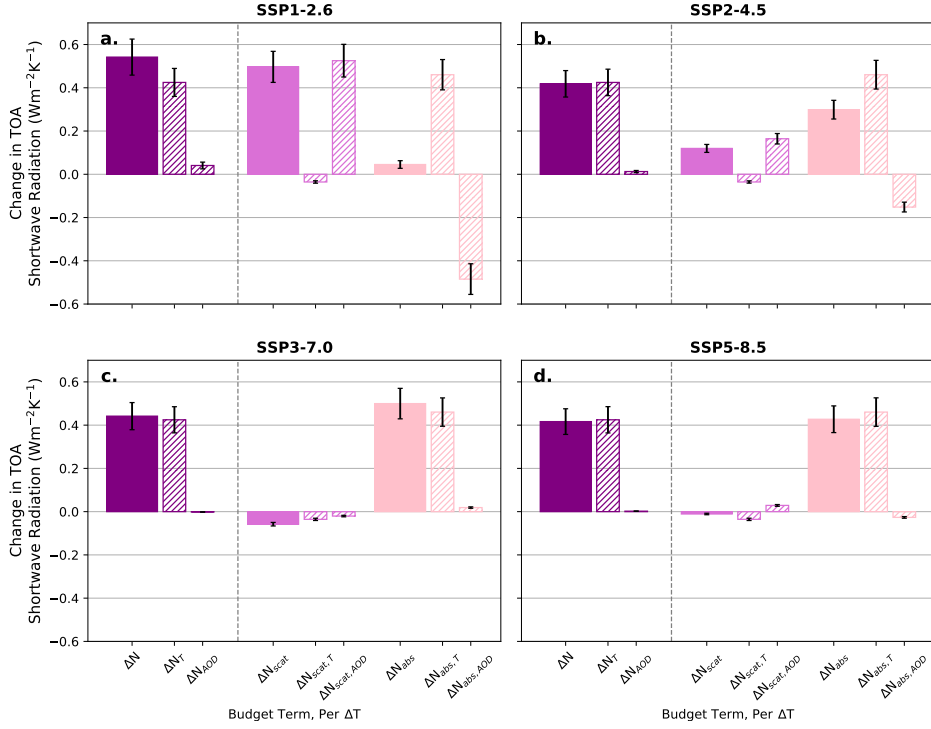 SSP1-2.6
SSP2-4.5
a.
b.
0.6
0.4
0.2
0.0
−0.2
−0.4
−0.6
Change in TOA
Shortwave Radiation (Wm⁻²K⁻¹)
SSP3-7.0
SSP5-8.5
c.
d.
0.6
0.4
0.2
0.0
−0.2
−0.4
−0.6
Change in TOA
Shortwave Radiation (Wm⁻²K⁻¹)
ΔN
ΔN_T
ΔN_AOD
ΔN_scat
ΔN_scat,T
ΔN_scat,AOD
ΔN_abs
ΔN_abs,T
ΔN_abs,AOD
ΔN
ΔN_T
ΔN_AOD
ΔN_scat
ΔN_scat,T
ΔN_scat,AOD
ΔN_abs
ΔN_abs,T
ΔN_abs,AOD
Budget Term, Per ΔT
Budget Term, Per ΔT